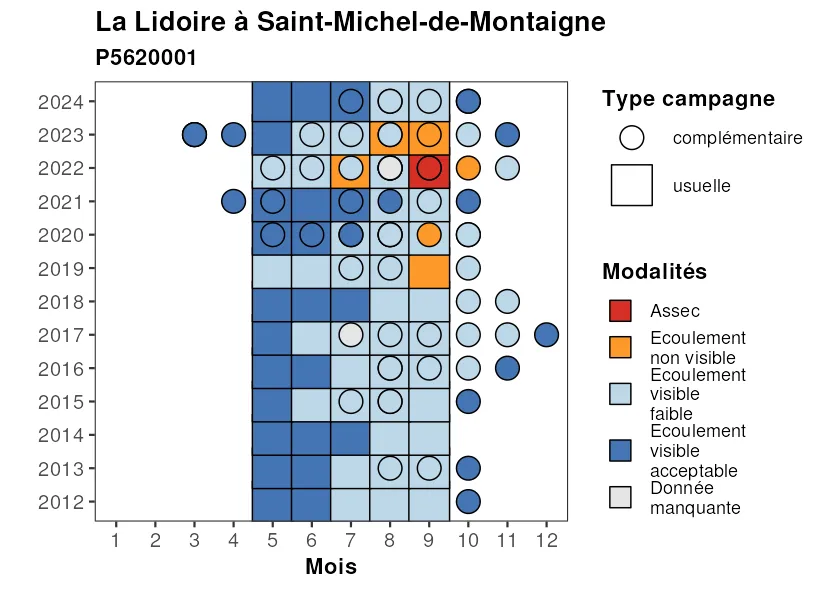 La Lidoire à Saint-Michel-de-Montaigne
P5620001
2024
2023
2022
2021
2020
2019
2018
2017
2016
2015
2014
2013
2012
1 2 3 4 5 6 7 8 9 10 11 12
Mois
Type campagne
complémentaire
usuelle
Modalités
Assec
Ecoulement
non visible
Ecoulement
visible
faible
Ecoulement
visible
acceptable
Donnée
manquante